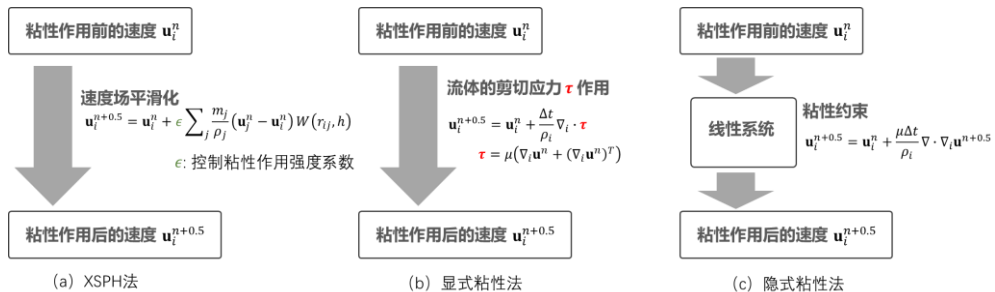 粘性作用前的速度 𝐮ᵢⁿ
速度场平滑化
𝐮ᵢⁿ⁺⁰·⁵ = 𝐮ᵢⁿ + ϵ ∑ⱼ mⱼ/ρⱼ (𝐮ⱼⁿ − 𝐮ᵢⁿ) W(rᵢⱼ, h)
ϵ: 控制粘性作用强度系数
粘性作用后的速度 𝐮ᵢⁿ⁺⁰·⁵
（a）XSPH法
粘性作用前的速度 𝐮ᵢⁿ
流体的剪切应力 𝝉 作用
𝐮ᵢⁿ⁺⁰·⁵ = 𝐮ᵢⁿ + Δt/ρᵢ ∇ᵢ · 𝝉
𝝉 = μ(∇ᵢ𝐮ⁿ + (∇ᵢ𝐮ⁿ)ᵀ)
粘性作用后的速度 𝐮ᵢⁿ⁺⁰·⁵
（b）显式粘性法
粘性作用前的速度 𝐮ᵢⁿ
线性系统
粘性约束
𝐮ᵢⁿ⁺⁰·⁵ = 𝐮ᵢⁿ + μΔt/ρᵢ ∇ · ∇ᵢ𝐮ⁿ⁺⁰·⁵
粘性作用后的速度 𝐮ᵢⁿ⁺⁰·⁵
（c）隐式粘性法